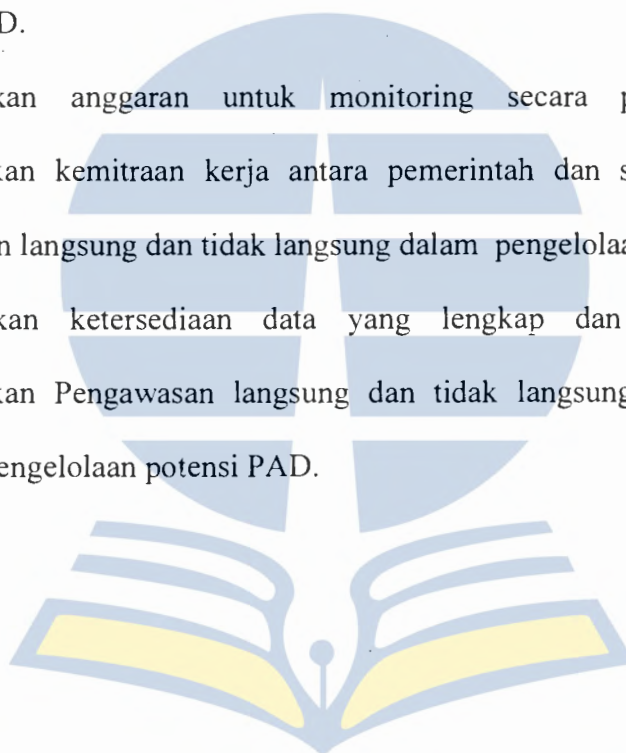 D.
kan anggaran untuk monitoring secara p
kan kemitraan kerja antara pemerintah dan s
n langsung dan tidak langsung dalam pengelolaa
kan ketersediaan data yang lengkap dan
kan Pengawasan langsung dan tidak langsung
engelolaan potensi PAD.